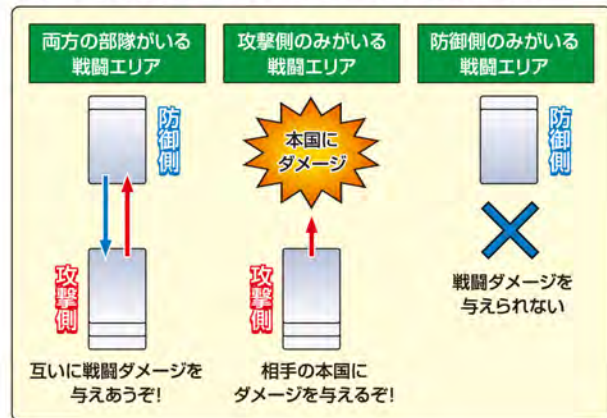 両方の部隊がいる
戦闘エリア
防御側
攻撃側
互いに戦闘ダメージを
与えあうぞ!
攻撃側のみがいる
戦闘エリア
本国に
ダメージ
攻撃側
相手の本国に
ダメージを与えるぞ!
防御側のみがいる
戦闘エリア
防御側
戦闘ダメージを
与えられない